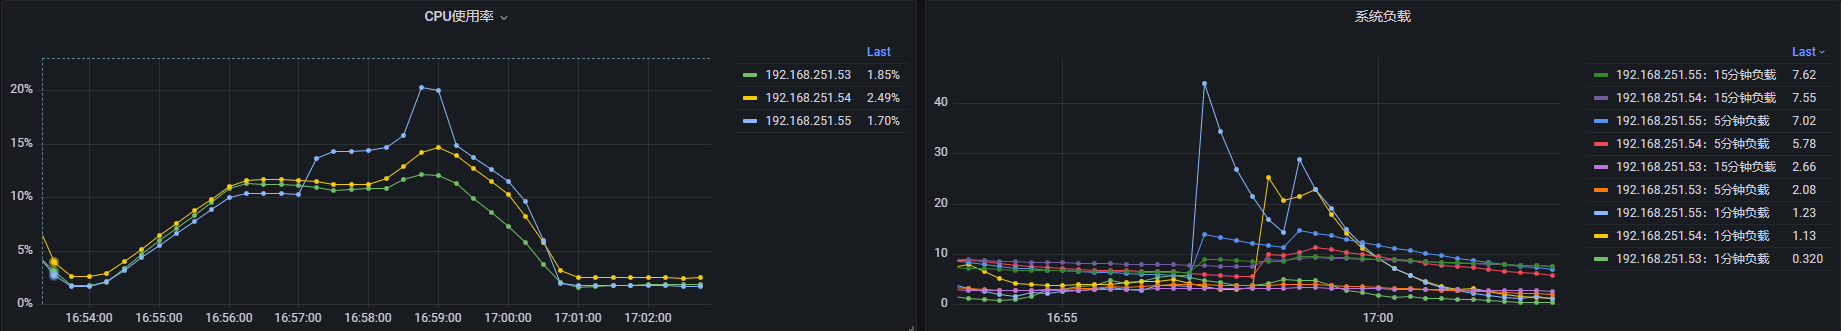 CPU使用率
20%
15%
10%
5%
0%
16:54:00 16:55:00 16:56:00 16:57:00 16:58:00 16:59:00 17:00:00 17:01:00 17:02:00
Last
192.168.251.53 1.85%
192.168.251.54 2.49%
192.168.251.55 1.70%
系统负载
40
30
20
10
0
16:55 17:00
Last
192.168.251.55：15分钟负载 7.62
192.168.251.54：15分钟负载 7.55
192.168.251.55：5分钟负载 7.02
192.168.251.54：5分钟负载 5.78
192.168.251.53：15分钟负载 2.66
192.168.251.53：5分钟负载 2.08
192.168.251.55：1分钟负载 1.23
192.168.251.54：1分钟负载 1.13
192.168.251.53：1分钟负载 0.320